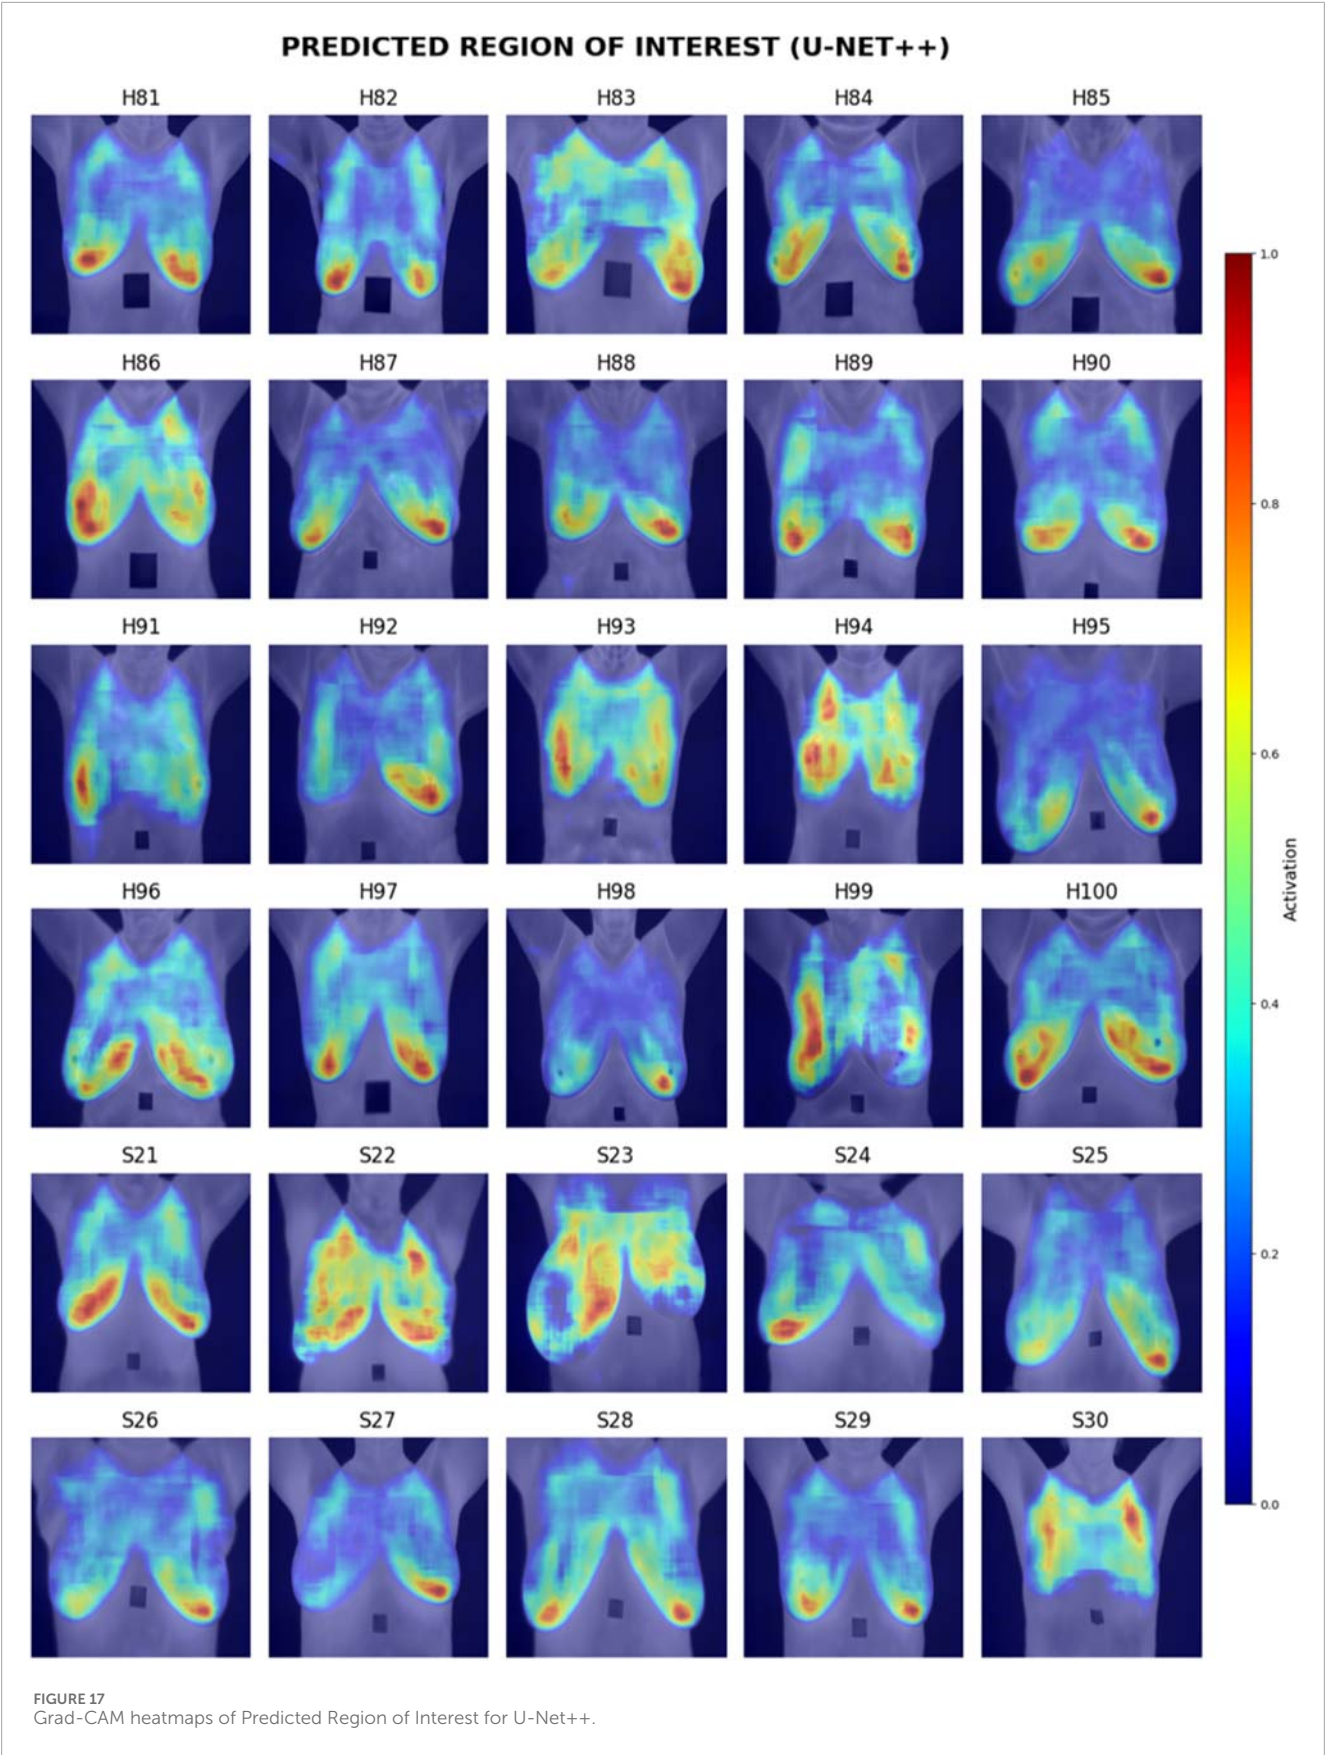 PREDICTED REGION OF INTEREST (U-NET++)
H81 H82 H83 H84 H85
H86 H87 H88 H89 H90
H91 H92 H93 H94 H95
H96 H97 H98 H99 H100
S21 S22 S23 S24 S25
S26 S27 S28 S29 S30
1.0
0.8
0.6
0.4
0.2
0.0
Activation
FIGURE 17
Grad-CAM heatmaps of Predicted Region of Interest for U-Net++.